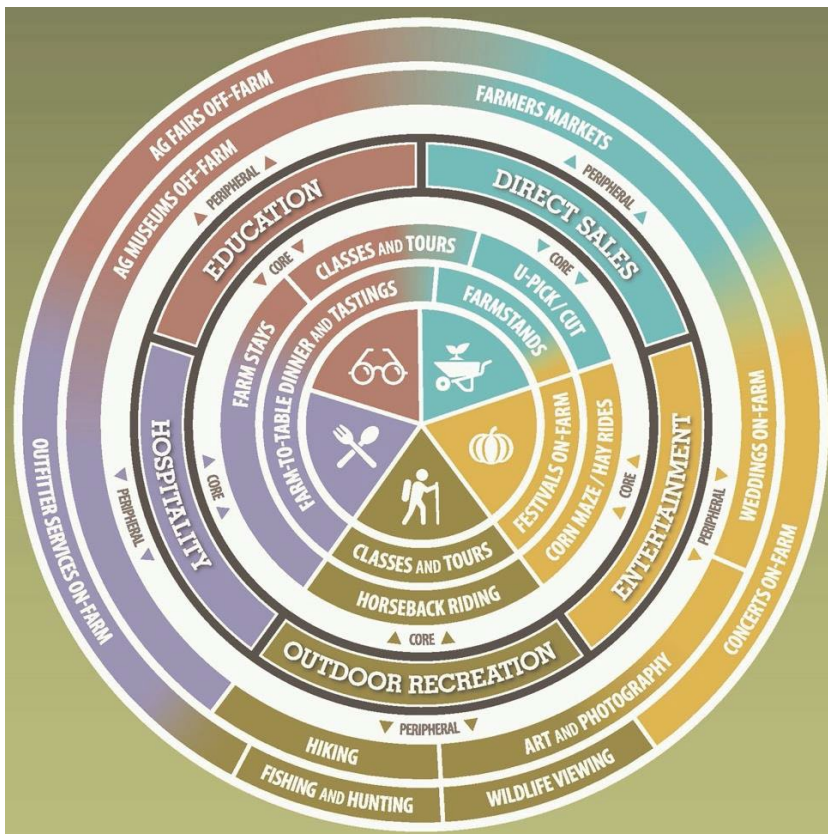 AG FAIRS OFF-FARM
AG MUSEUMS OFF-FARM
FARMERS MARKETS
PERIPHERAL
PERIPHERAL
EDUCATION
DIRECT SALES
CORE
CORE
CLASSES AND TOURS
U-PICK / CUT
FARM STAYS
FARM-TO-TABLE DINNER AND TASTINGS
FARMSTANDS
FESTIVALS ON-FARM
CORN MAZE / HAY RIDES
HOSPITALITY
CORE
PERIPHERAL
OUTFITTER SERVICES ON-FARM
CORE
ENTERTAINMENT
PERIPHERAL
WEDDINGS ON-FARM
CONCERTS ON-FARM
CLASSES AND TOURS
HORSEBACK RIDING
CORE
OUTDOOR RECREATION
PERIPHERAL
HIKING
ART AND PHOTOGRAPHY
FISHING AND HUNTING
WILDLIFE VIEWING